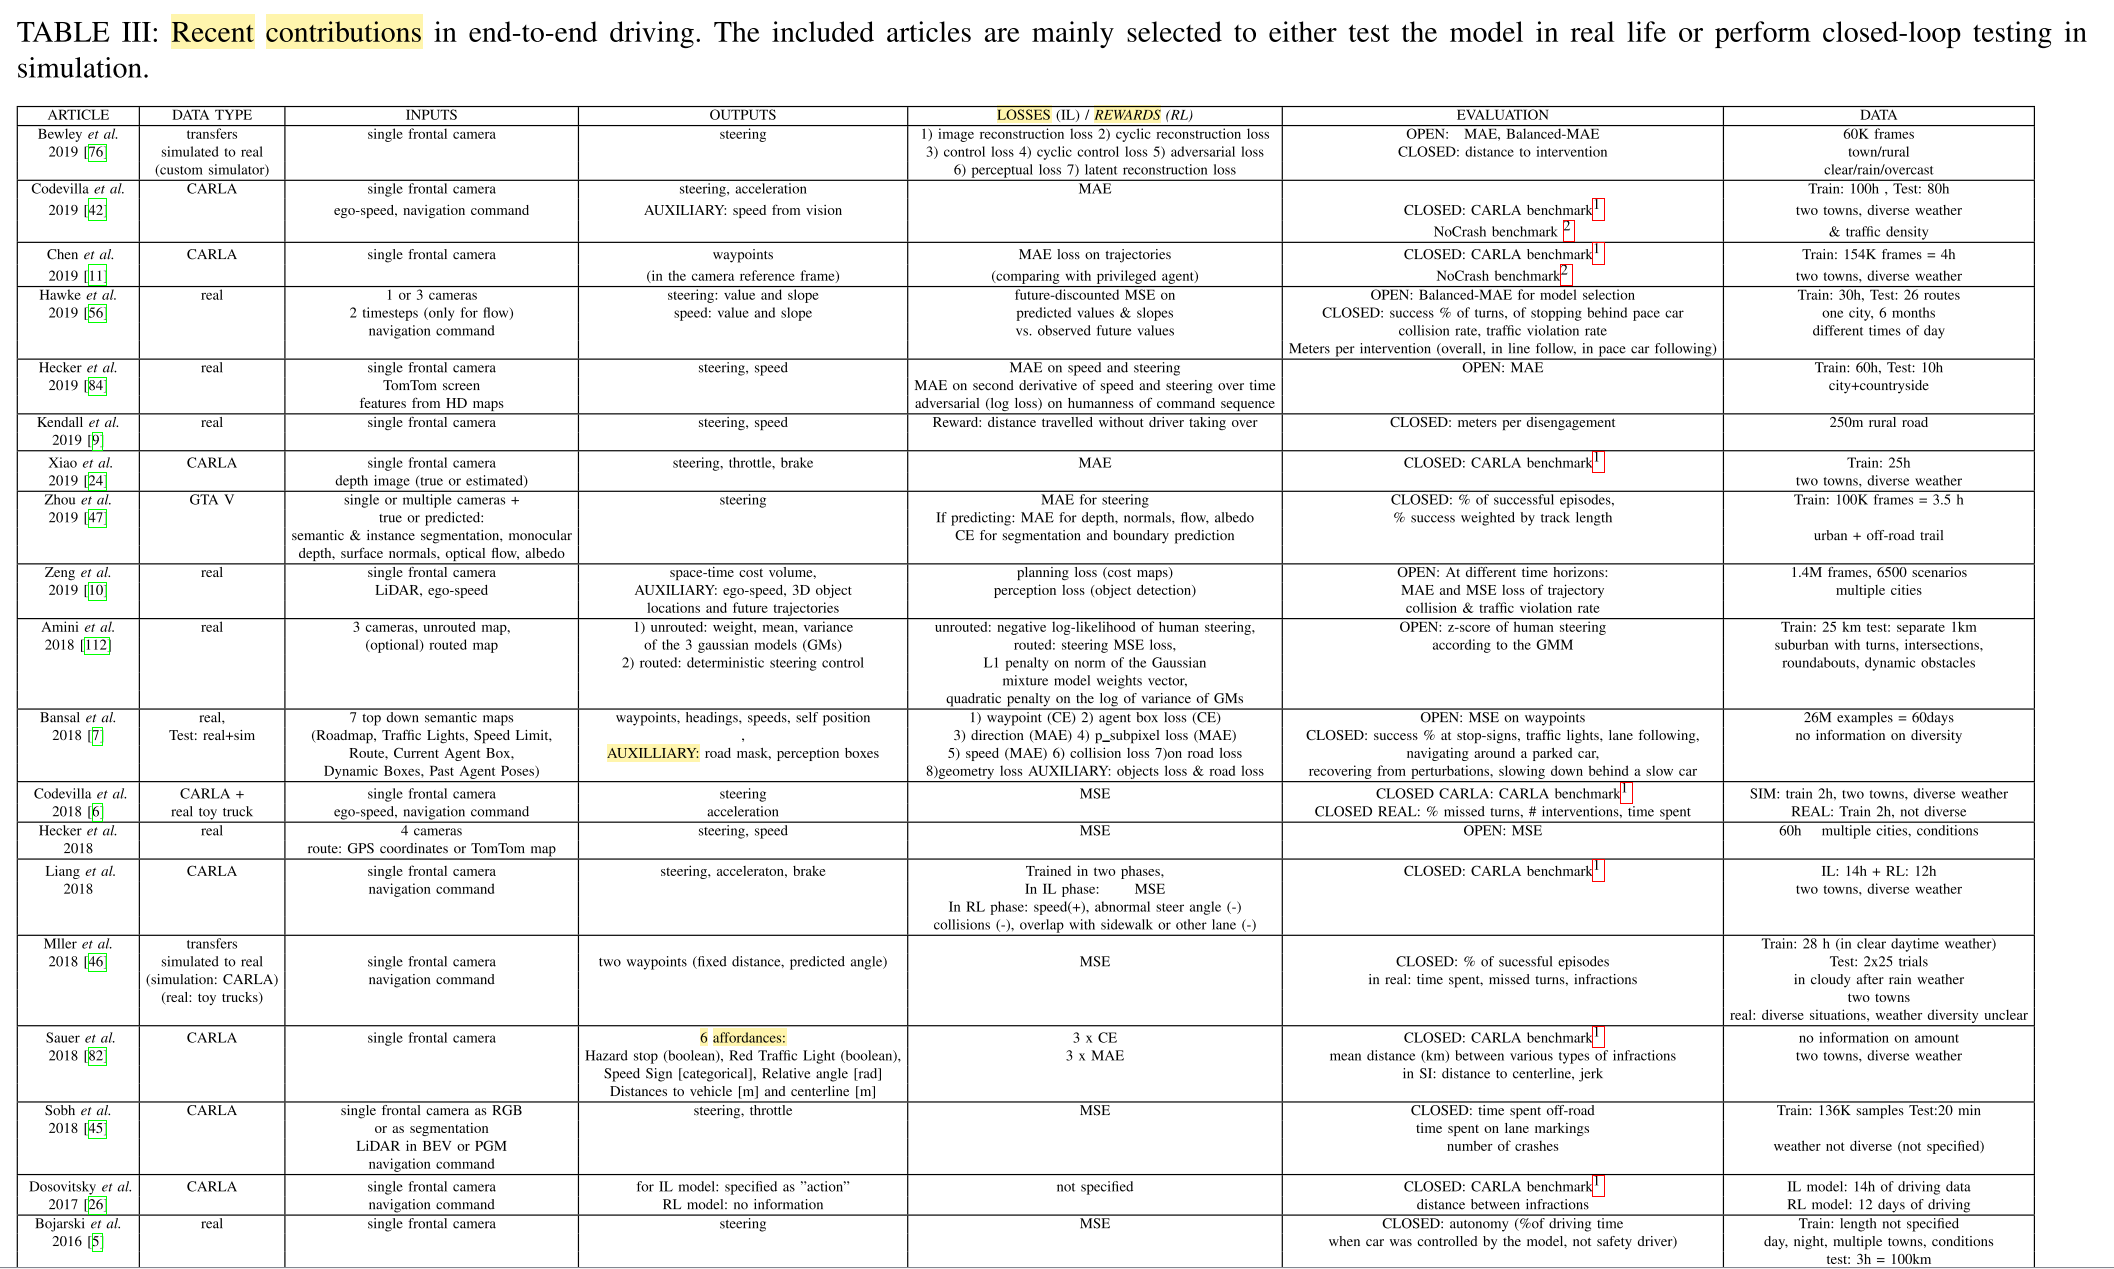 TABLE III: Recent contributions in end-to-end driving. The included articles are mainly selected to either test the model in real life or perform closed-loop testing in
simulation.
ARTICLE DATA TYPE INPUTS OUTPUTS LOSSES (IL) / REWARDS (RL) EVALUATION DATA
Bewley et al. transfers single frontal camera steering 1) image reconstruction loss 2) cyclic reconstruction loss OPEN: MAE, Balanced-MAE 60K frames
2019 [76] simulated to real 3) control loss 4) cyclic control loss 5) adversarial loss CLOSED: distance to intervention town/rural
(custom simulator) 6) perceptual loss 7) latent reconstruction loss clear/rain/overcast
Codevilla et al. CARLA single frontal camera steering, acceleration MAE Train: 100h , Test: 80h
2019 [42] ego-speed, navigation command AUXILIARY: speed from vision CLOSED: CARLA benchmark1 two towns, diverse weather
NoCrash benchmark 2 & traffic density
Chen et al. CARLA single frontal camera waypoints MAE loss on trajectories CLOSED: CARLA benchmark1 Train: 154K frames = 4h
2019 [11] (in the camera reference frame) (comparing with privileged agent) NoCrash benchmark2 two towns, diverse weather
Hawke et al. real 1 or 3 cameras steering: value and slope future-discounted MSE on OPEN: Balanced-MAE for model selection Train: 30h, Test: 26 routes
2019 [56] 2 timesteps (only for flow) speed: value and slope predicted values & slopes CLOSED: success % of turns, of stopping behind pace car one city, 6 months
navigation command vs. observed future values collision rate, traffic violation rate different times of day
Meters per intervention (overall, in line follow, in pace car following)
Hecker et al. real single frontal camera steering, speed MAE on speed and steering OPEN: MAE Train: 60h, Test: 10h
2019 [84] TomTom screen MAE on second derivative of speed and steering over time city+countryside
features from HD maps adversarial (log loss) on humanness of command sequence
Kendall et al. real single frontal camera steering, speed Reward: distance travelled without driver taking over CLOSED: meters per disengagement 250m rural road
2019 [9]
Xiao et al. CARLA single frontal camera steering, throttle, brake MAE CLOSED: CARLA benchmark1 Train: 25h
2019 [24] depth image (true or estimated) two towns, diverse weather
Zhou et al. GTA V single or multiple cameras + steering MAE for steering CLOSED: % of successful episodes, Train: 100K frames = 3.5 h
2019 [47] true or predicted: If predicting: MAE for depth, normals, flow, albedo % success weighted by track length
semantic & instance segmentation, monocular CE for segmentation and boundary prediction urban + off-road trail
depth, surface normals, optical flow, albedo
Zeng et al. real single frontal camera space-time cost volume, planning loss (cost maps) OPEN: At different time horizons: 1.4M frames, 6500 scenarios
2019 [10] LiDAR, ego-speed AUXILIARY: ego-speed, 3D object perception loss (object detection) MAE and MSE loss of trajectory multiple cities
locations and future trajectories collision & traffic violation rate
Amini et al. real 3 cameras, unrouted map, 1) unrouted: weight, mean, variance unrouted: negative log-likelihood of human steering, OPEN: z-score of human steering Train: 25 km test: separate 1km
2018 [112] (optional) routed map of the 3 gaussian models (GMs) routed: steering MSE loss, according to the GMM suburban with turns, intersections,
2) routed: deterministic steering control L1 penalty on norm of the Gaussian roundabouts, dynamic obstacles
mixture model weights vector,
quadratic penalty on the log of variance of GMs
Bansal et al. real, 7 top down semantic maps waypoints, headings, speeds, self position 1) waypoint (CE) 2) agent box loss (CE) OPEN: MSE on waypoints 26M examples = 60days
2018 [7] Test: real+sim (Roadmap, Traffic Lights, Speed Limit, , 3) direction (MAE) 4) p_subpixel loss (MAE) CLOSED: success % at stop-signs, traffic lights, lane following, no information on diversity
Route, Current Agent Box, AUXILLIARY: road mask, perception boxes 5) speed (MAE) 6) collision loss 7)on road loss navigating around a parked car,
Dynamic Boxes, Past Agent Poses) 8)geometry loss AUXILIARY: objects loss & road loss recovering from perturbations, slowing down behind a slow car
Codevilla et al. CARLA + single frontal camera steering MSE CLOSED CARLA: CARLA benchmark1 SIM: train 2h, two towns, diverse weather
2018 [6] real toy truck ego-speed, navigation command acceleration CLOSED REAL: % missed turns, # interventions, time spent REAL: Train 2h, not diverse
Hecker et al. real 4 cameras steering, speed MSE OPEN: MSE 60h multiple cities, conditions
2018 route: GPS coordinates or TomTom map
Liang et al. CARLA single frontal camera steering, acceleraton, brake Trained in two phases, CLOSED: CARLA benchmark1 IL: 14h + RL: 12h
2018 navigation command In IL phase: MSE two towns, diverse weather
In RL phase: speed(+), abnormal steer angle (-)
collisions (-), overlap with sidewalk or other lane (-)
Mller et al. transfers Train: 28 h (in clear daytime weather)
2018 [46] simulated to real single frontal camera two waypoints (fixed distance, predicted angle) MSE CLOSED: % of sucessful episodes Test: 2x25 trials
(simulation: CARLA) navigation command in real: time spent, missed turns, infractions in cloudy after rain weather
(real: toy trucks) two towns
real: diverse situations, weather diversity unclear
Sauer et al. CARLA single frontal camera 6 affordances: 3 x CE CLOSED: CARLA benchmark1 no information on amount
2018 [82] Hazard stop (boolean), Red Traffic Light (boolean), 3 x MAE mean distance (km) between various types of infractions two towns, diverse weather
Speed Sign [categorical], Relative angle [rad] in SI: distance to centerline, jerk
Distances to vehicle [m] and centerline [m]
Sobh et al. CARLA single frontal camera as RGB steering, throttle MSE CLOSED: time spent off-road Train: 136K samples Test:20 min
2018 [45] or as segmentation time spent on lane markings
LiDAR in BEV or PGM number of crashes weather not diverse (not specified)
navigation command
Dosovitsky et al. CARLA single frontal camera for IL model: specified as ”action” not specified CLOSED: CARLA benchmark1 IL model: 14h of driving data
2017 [26] navigation command RL model: no information distance between infractions RL model: 12 days of driving
Bojarski et al. real single frontal camera steering MSE CLOSED: autonomy (%of driving time Train: length not specified
2016 [5] when car was controlled by the model, not safety driver) day, night, multiple towns, conditions
test: 3h = 100km